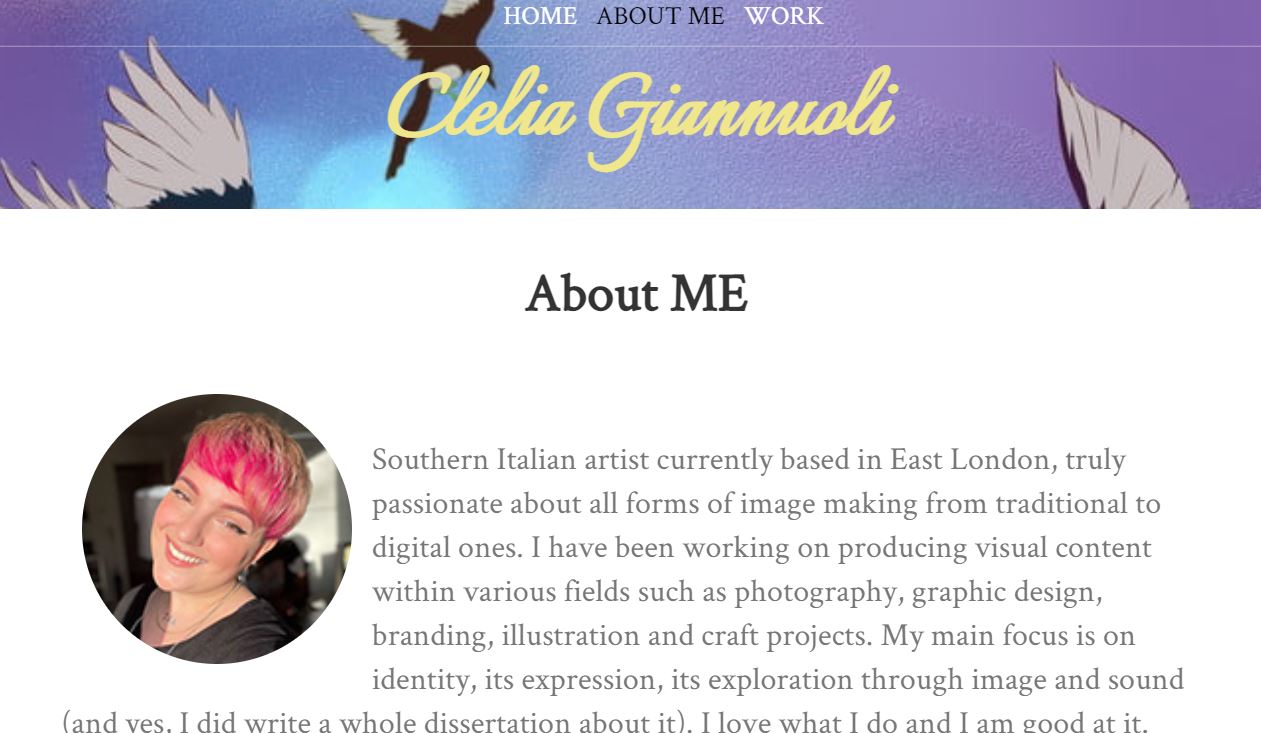 HOME ABOUT ME WORK
Clelia Giannuoli
About ME
Southern Italian artist currently based in East London, truly
passionate about all forms of image making from traditional to
digital ones. I have been working on producing visual content
within various fields such as photography, graphic design,
branding, illustration and craft projects. My main focus is on
identity, its expression, its exploration through image and sound
(and yes, I did write a whole dissertation about it). I love what I do and I am good at it.